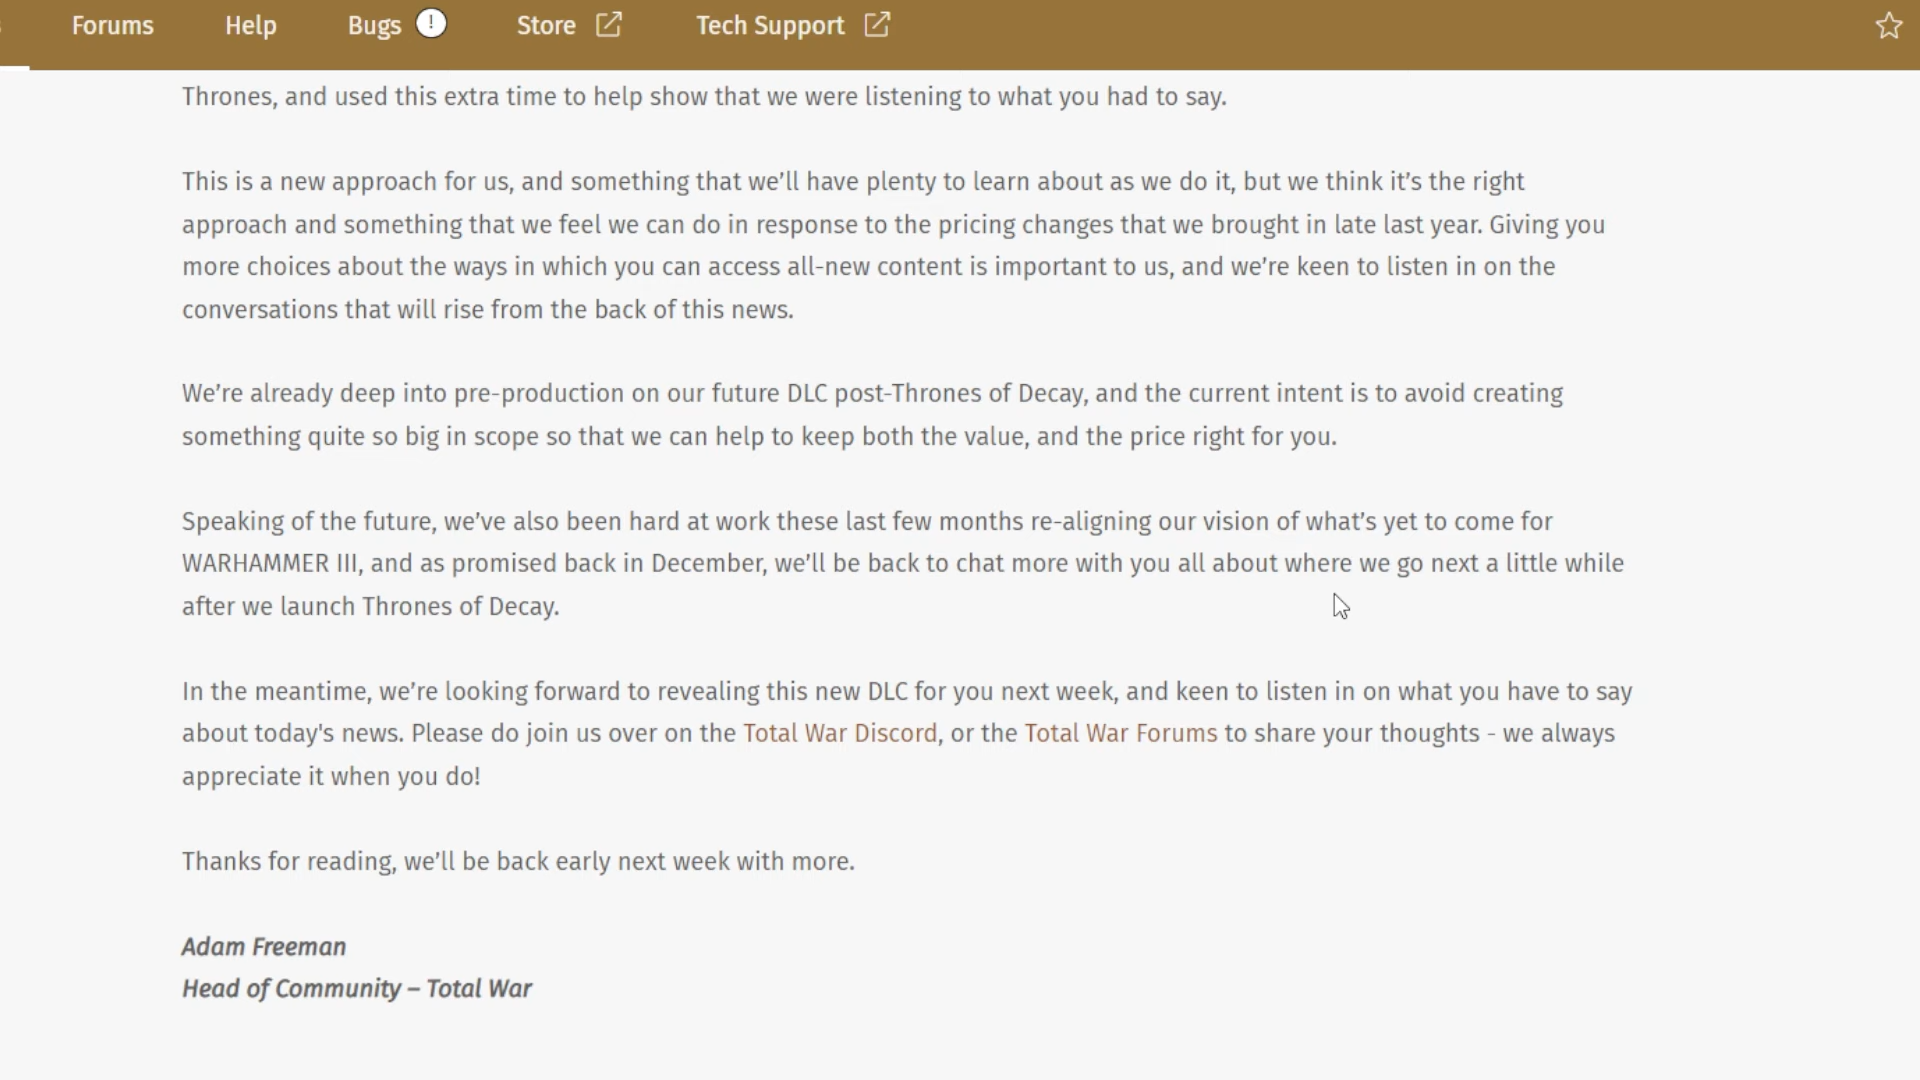 Forums Help Bugs ! Store Tech Support
Thrones, and used this extra time to help show that we were listening to what you had to say.
This is a new approach for us, and something that we’ll have plenty to learn about as we do it, but we think it’s the right
approach and something that we feel we can do in response to the pricing changes that we brought in late last year. Giving you
more choices about the ways in which you can access all-new content is important to us, and we’re keen to listen in on the
conversations that will rise from the back of this news.
We’re already deep into pre-production on our future DLC post-Thrones of Decay, and the current intent is to avoid creating
something quite so big in scope so that we can help to keep both the value, and the price right for you.
Speaking of the future, we’ve also been hard at work these last few months re-aligning our vision of what’s yet to come for
WARHAMMER III, and as promised back in December, we’ll be back to chat more with you all about where we go next a little while
after we launch Thrones of Decay.
In the meantime, we’re looking forward to revealing this new DLC for you next week, and keen to listen in on what you have to say
about today's news. Please do join us over on the Total War Discord, or the Total War Forums to share your thoughts - we always
appreciate it when you do!
Thanks for reading, we’ll be back early next week with more.
Adam Freeman
Head of Community – Total War